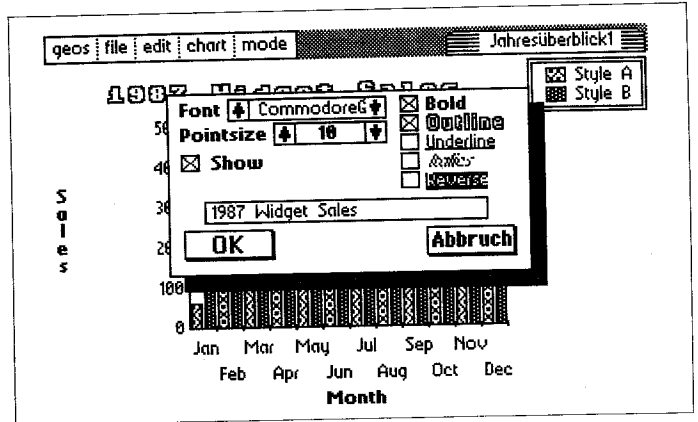 geos file edit chart mode
Jahresüberblick1
Style A
Style B
1987 Widget Sales
Font CommodoreG
Pointsize 10
Show
Bold
Outline
Underline
Italics
Reverse
1987 Widget Sales
OK
Abbruch
Sales
100
0
Jan Mar May Jul Sep Nov
Feb Apr Jun Aug Oct Dec
Month